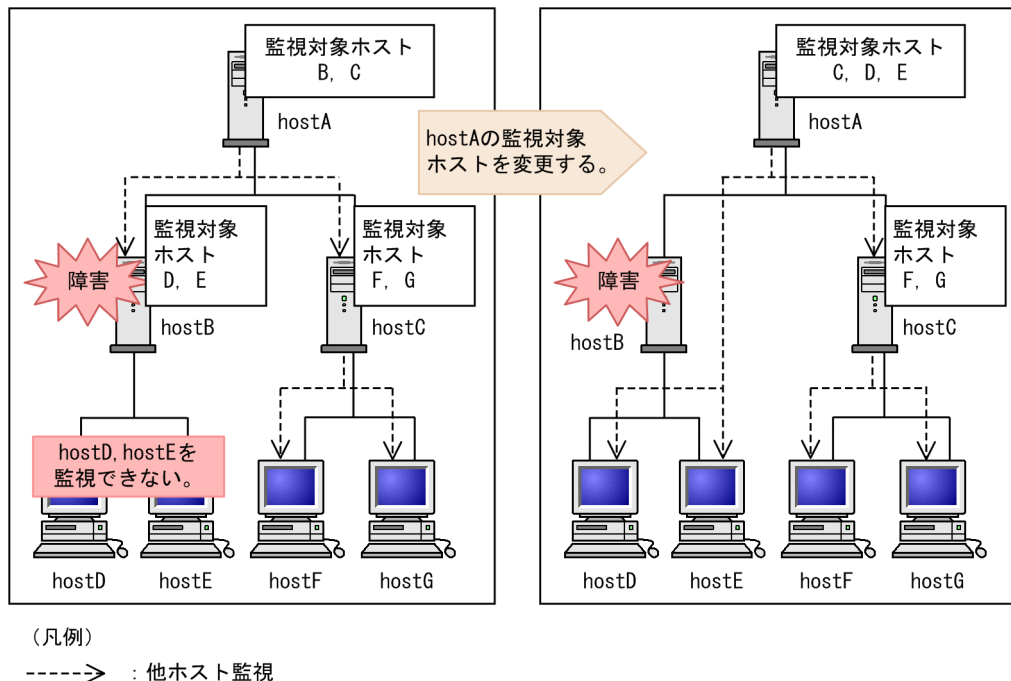 監視対象ホスト
B, C
hostA
監視対象
ホスト
D, E
障害
hostB
監視対象
ホスト
F, G
hostC
hostD, hostEを
監視できない。
hostD
hostE
hostF
hostG
hostAの監視対象
ホストを変更する。
監視対象ホスト
C, D, E
hostA
障害
hostB
監視対象
ホスト
F, G
hostC
hostD
hostE
hostF
hostG
（凡例）
：他ホスト監視